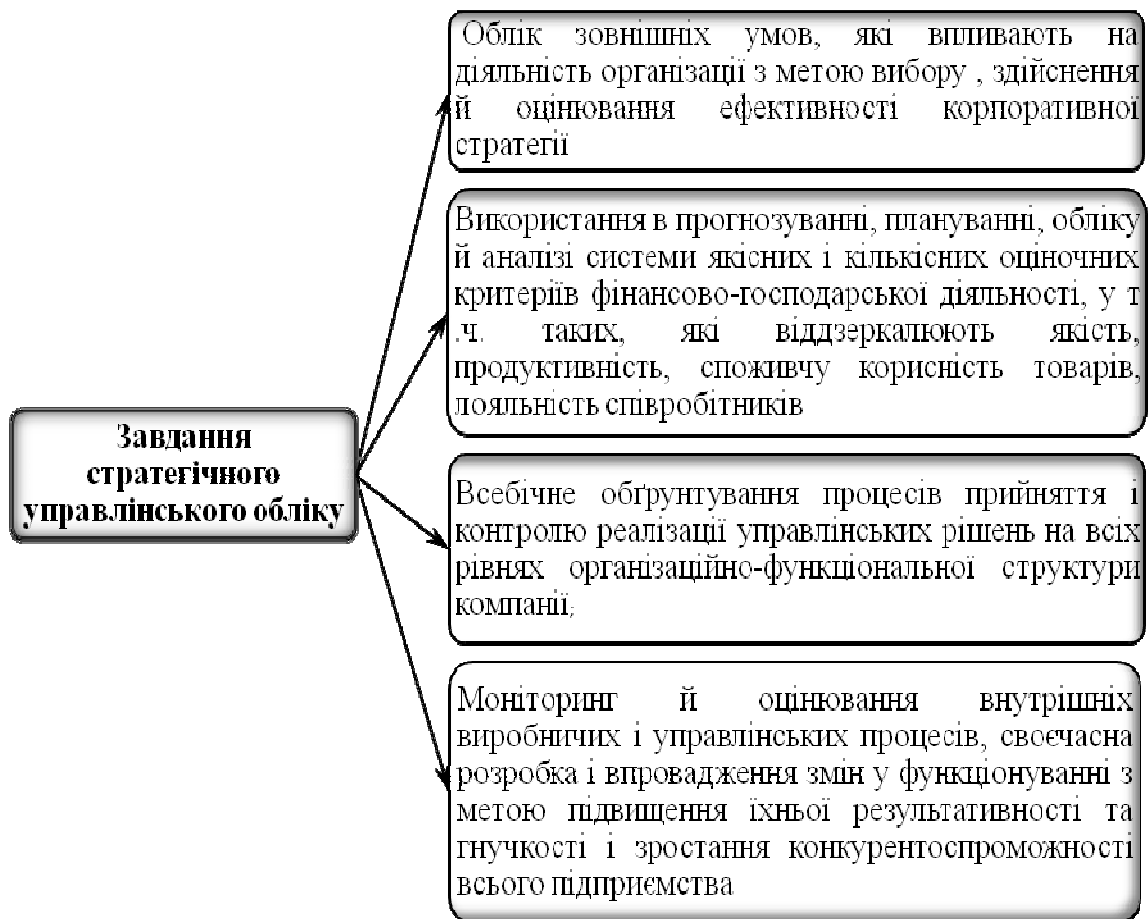 Облік зовнішніх умов, які впливають на
діяльність організації з метою вибору , здійснення
й оцінювання ефективності корпоративної
стратегії
Використання в прогнозуванні, плануванні, обліку
й аналізі системи якісних і кількісних оціночних
критеріїв фінансово-господарської діяльності, у т
.ч. таких, які віддзеркалюють якість,
продуктивність, споживчу корисність товарів,
лояльність співробітників
Завдання
стратегічного
управлінського обліку
Всебічне обґрунтування процесів прийняття і
контролю реалізації управлінських рішень на всіх
рівнях організаційно-функціональної структури
компанії;
Моніторинг й оцінювання внутрішніх
виробничих і управлінських процесів, своєчасна
розробка і впровадження змін у функціонуванні з
метою підвищення їхньої результативності та
гнучкості і зростання конкурентоспроможності
всього підприємства